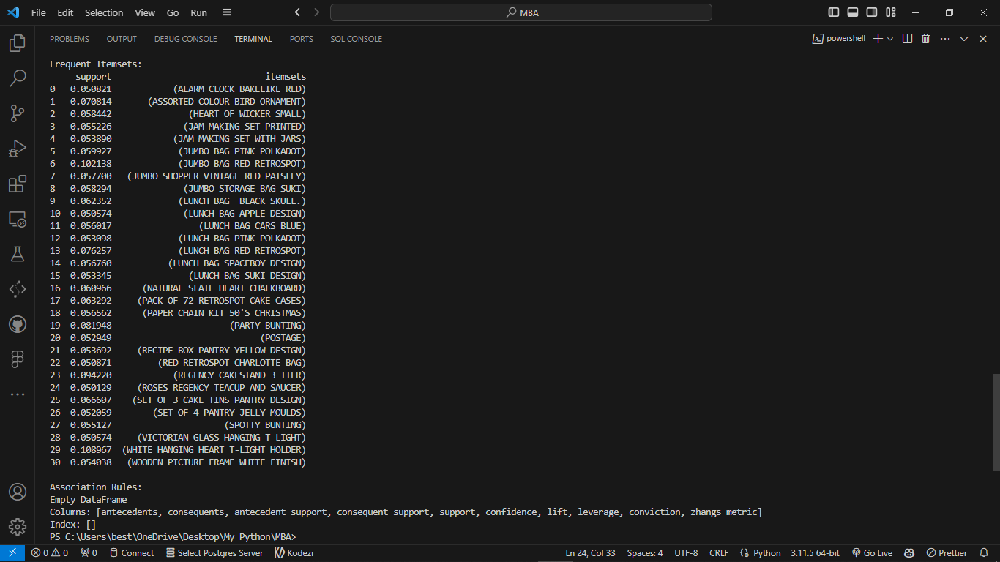 File Edit Selection View Go Run
MBA
PROBLEMS OUTPUT DEBUG CONSOLE TERMINAL PORTS SQL CONSOLE
powershell
Frequent Itemsets:
support itemsets
0 0.050821 (ALARM CLOCK BAKELIKE RED)
1 0.070814 (ASSORTED COLOUR BIRD ORNAMENT)
2 0.058442 (HEART OF WICKER SMALL)
3 0.055226 (JAM MAKING SET PRINTED)
4 0.053890 (JAM MAKING SET WITH JARS)
5 0.059927 (JUMBO BAG PINK POLKADOT)
6 0.102138 (JUMBO BAG RED RETROSPOT)
7 0.057700 (JUMBO SHOPPER VINTAGE RED PAISLEY)
8 0.058294 (JUMBO STORAGE BAG SUKI)
9 0.062352 (LUNCH BAG  BLACK SKULL.)
10 0.050574 (LUNCH BAG APPLE DESIGN)
11 0.056017 (LUNCH BAG CARS BLUE)
12 0.053098 (LUNCH BAG PINK POLKADOT)
13 0.076257 (LUNCH BAG RED RETROSPOT)
14 0.056760 (LUNCH BAG SPACEBOY DESIGN)
15 0.053345 (LUNCH BAG SUKI DESIGN)
16 0.060966 (NATURAL SLATE HEART CHALKBOARD)
17 0.063292 (PACK OF 72 RETROSPOT CAKE CASES)
18 0.056562 (PAPER CHAIN KIT 50'S CHRISTMAS)
19 0.081948 (PARTY BUNTING)
20 0.052949 (POSTAGE)
21 0.053692 (RECIPE BOX PANTRY YELLOW DESIGN)
22 0.050871 (RED RETROSPOT CHARLOTTE BAG)
23 0.094220 (REGENCY CAKESTAND 3 TIER)
24 0.050129 (ROSES REGENCY TEACUP AND SAUCER)
25 0.066607 (SET OF 3 CAKE TINS PANTRY DESIGN)
26 0.052059 (SET OF 4 PANTRY JELLY MOULDS)
27 0.055127 (SPOTTY BUNTING)
28 0.050574 (VICTORIAN GLASS HANGING T-LIGHT)
29 0.108967 (WHITE HANGING HEART T-LIGHT HOLDER)
30 0.054038 (WOODEN PICTURE FRAME WHITE FINISH)
Association Rules:
Empty DataFrame
Columns: [antecedents, consequents, antecedent support, consequent support, support, confidence, lift, leverage, conviction, zhangs_metric]
Index: []
PS C:\Users\best\OneDrive\Desktop\My Python\MBA>
0 0 0 Connect Select Postgres Server Kodezi Ln 24, Col 33 Spaces: 4 UTF-8 CRLF Python 3.11.5 64-bit Go Live Prettier